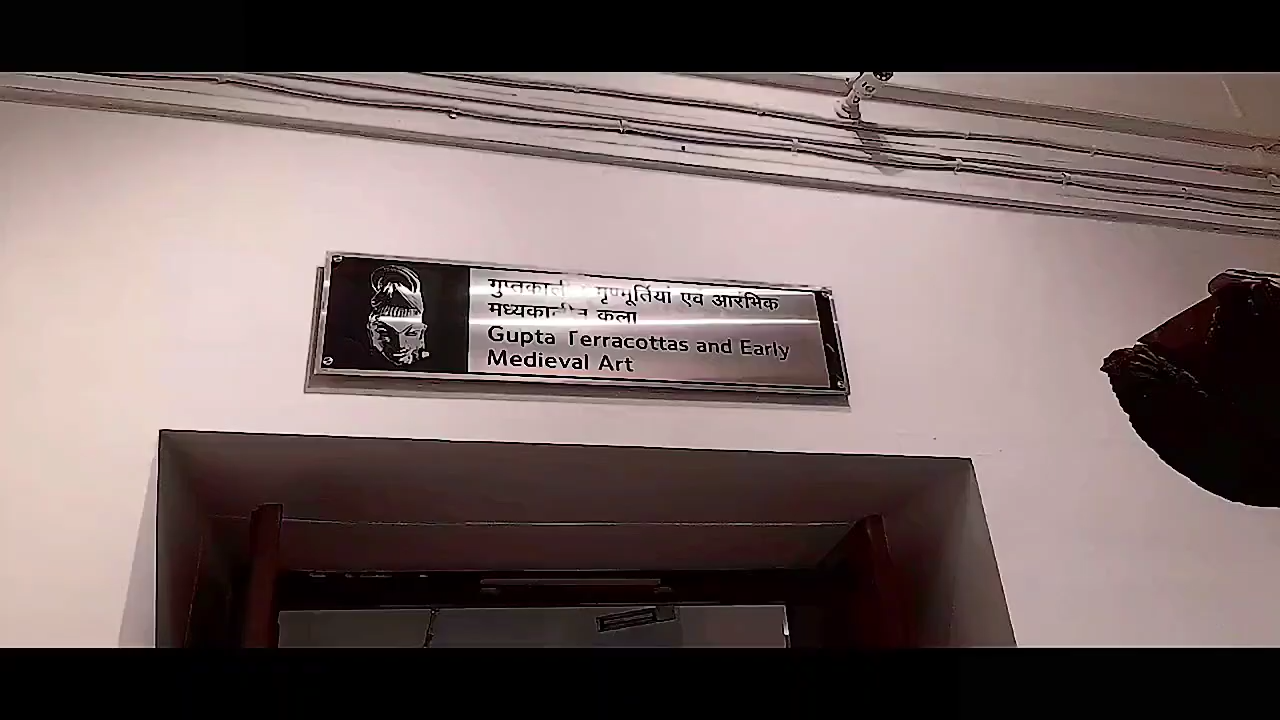 मृण्मूर्तियां एवं आरंभिक
कला
Gupta Terracottas and Early
Medieval Art